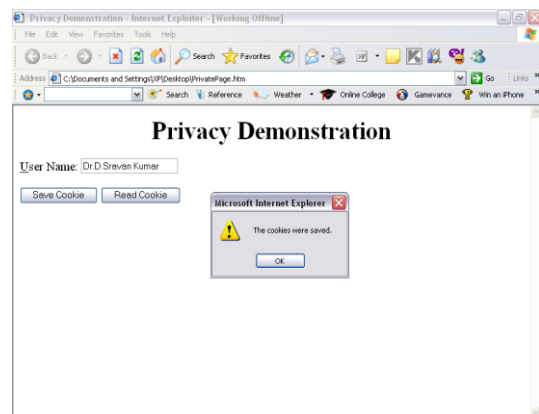 Privacy Demonstration - Internet Exploiter - [Working Offline]
File Edit View Favorites Tools Help
Back Search Favorites
Address C:\Documents and Settings\XP\Desktop\PrivatePage.htm Go Links »
Search Reference Weather Online College Gamevance Win an iPhone »
Privacy Demonstration
User Name: Dr.D.Sravan Kumar
Save Cookie Read Cookie
Microsoft Internet Explorer
The cookies were saved.
OK